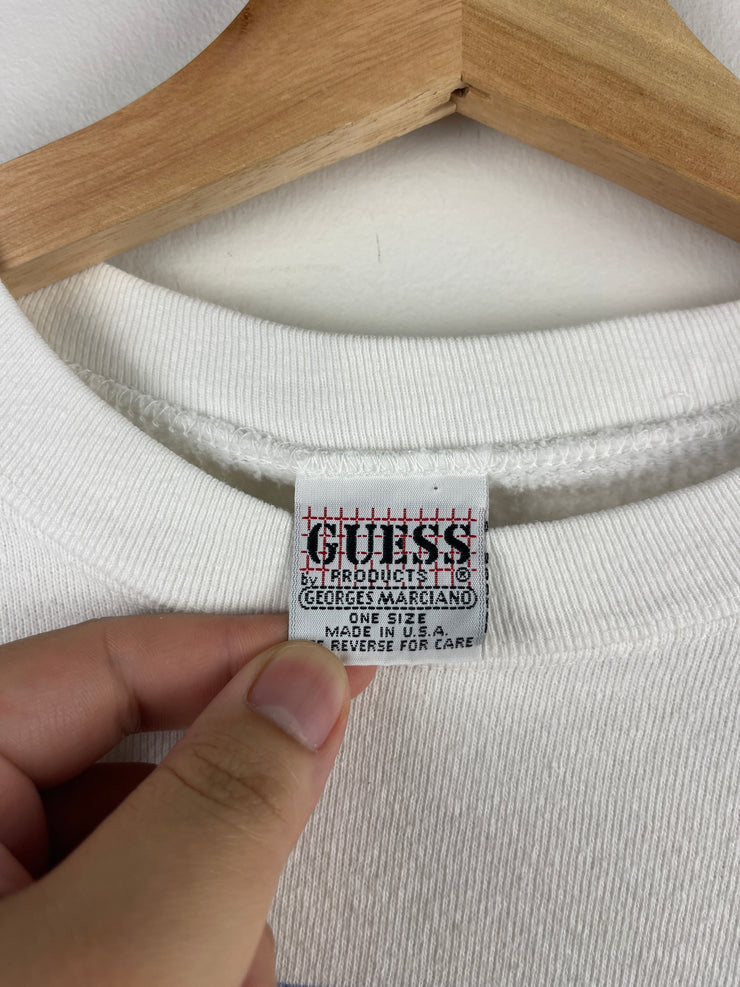 GUESS
by PRODUCTS ®
GEORGES MARCIANO
ONE SIZE
MADE IN U.S.A.
REVERSE FOR CARE